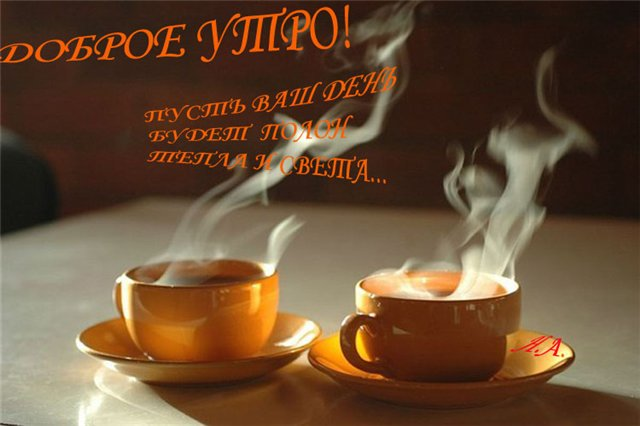 ДОБРОЕ УТРО!
ПУСТЬ ВАШ ДЕНЬ
БУДЕТ ПОЛОН
ТЕПЛА И СВЕТА...
Н.А.